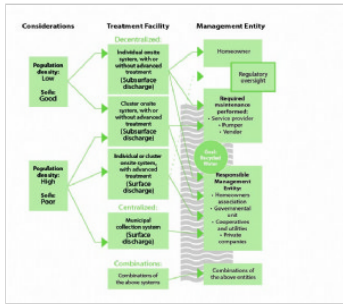 Considerations
Treatment Facility
Management Entity
Decentralized:
Population
density:
Low
Soils:
Good
Individual onsite
system, with or
without advanced
treatment
(Subsurface
discharge)
Cluster onsite
system, with or
without advanced
treatment
(Subsurface
discharge)
Population
density:
High
Soils:
Poor
Individual or cluster
onsite system,
with advanced
treatment
(Surface
discharge)
Centralized:
Municipal
collection system
(Surface
discharge)
Combinations:
Combinations of
the above systems
Homeowner
Regulatory
oversight
Required
maintenance
performed:
• Service provider
• Pumper
• Vendor
Responsible
Management
Entity:
• Homeowners
association
• Governmental
and
• Cooperations
and utilities
• Private
companies
Combinations of
the above entities